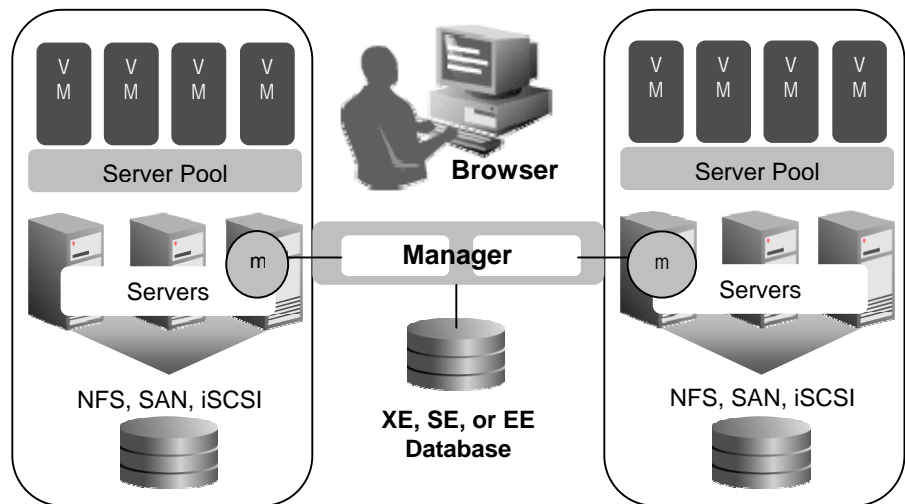 V M
V M
V M
V M
Server Pool
m
Servers
NFS, SAN, iSCSI
Browser
Manager
XE, SE, or EE
Database
V M
V M
V M
V M
Server Pool
m
Servers
NFS, SAN, iSCSI